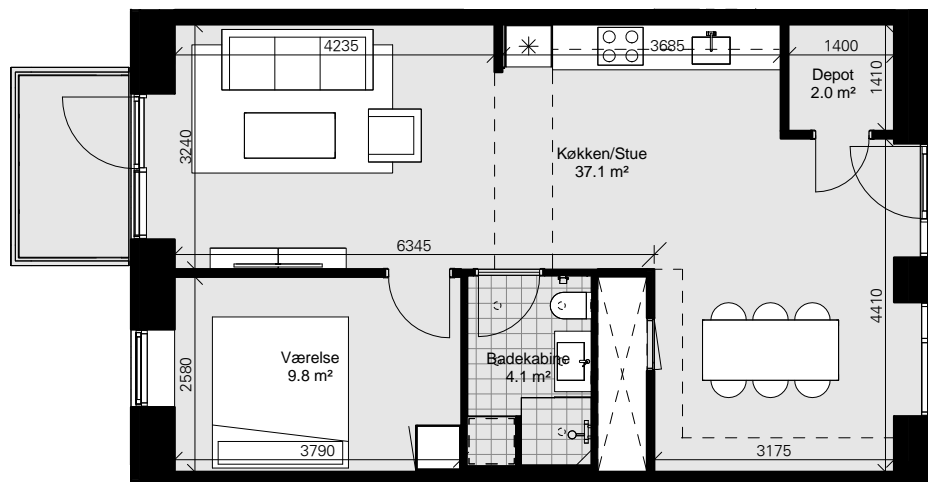 4235
3685
1400
Depot
2.0 m²
1410
3240
Køkken/Stue
37.1 m²
6345
4410
Værelse
9.8 m²
Badekabine
4.1 m²
2580
3790
3175